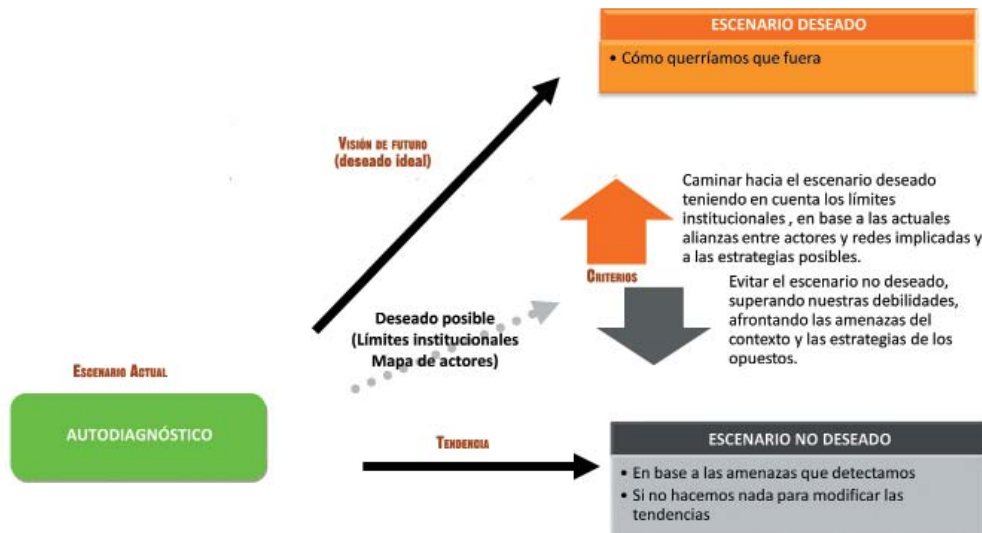 ESCENARIO DESEADO
• Cómo querríamos que fuera
VISIÓN DE FUTURO
(deseado ideal)
Caminar hacia el escenario deseado
teniendo en cuenta los límites
institucionales , en base a las actuales
alianzas entre actores y redes implicadas y
a las estrategias posibles.
CRITERIOS
Evitar el escenario no deseado,
superando nuestras debilidades,
afrontando las amenazas del
contexto y las estrategias de los
opuestos.
Deseado posible
(Límites institucionales
Mapa de actores)
ESCENARIO ACTUAL
AUTODIAGNÓSTICO
TENDENCIA
ESCENARIO NO DESEADO
• En base a las amenazas que detectamos
• Si no hacemos nada para modificar las
tendencias